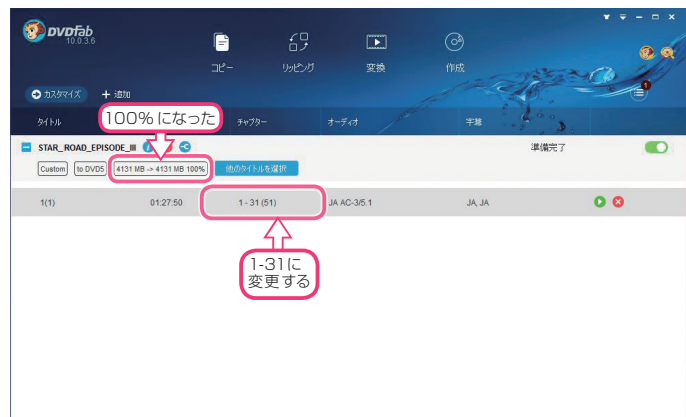 DVDFab
10.0.3.6
コピー
リッピング
変換
作成
カスタマイズ
+ 追加
1
タイトル
100%になった
チャプター
オーディオ
字幕
STAR_ROAD_EPISODE_III
準備完了
Custom
to DVD5
4131 MB -> 4131 MB 100%
他のタイトルを選択
1(1)
01:27:50
1 - 31 (51)
JA AC-3/5.1
JA, JA
1-31に
変更する